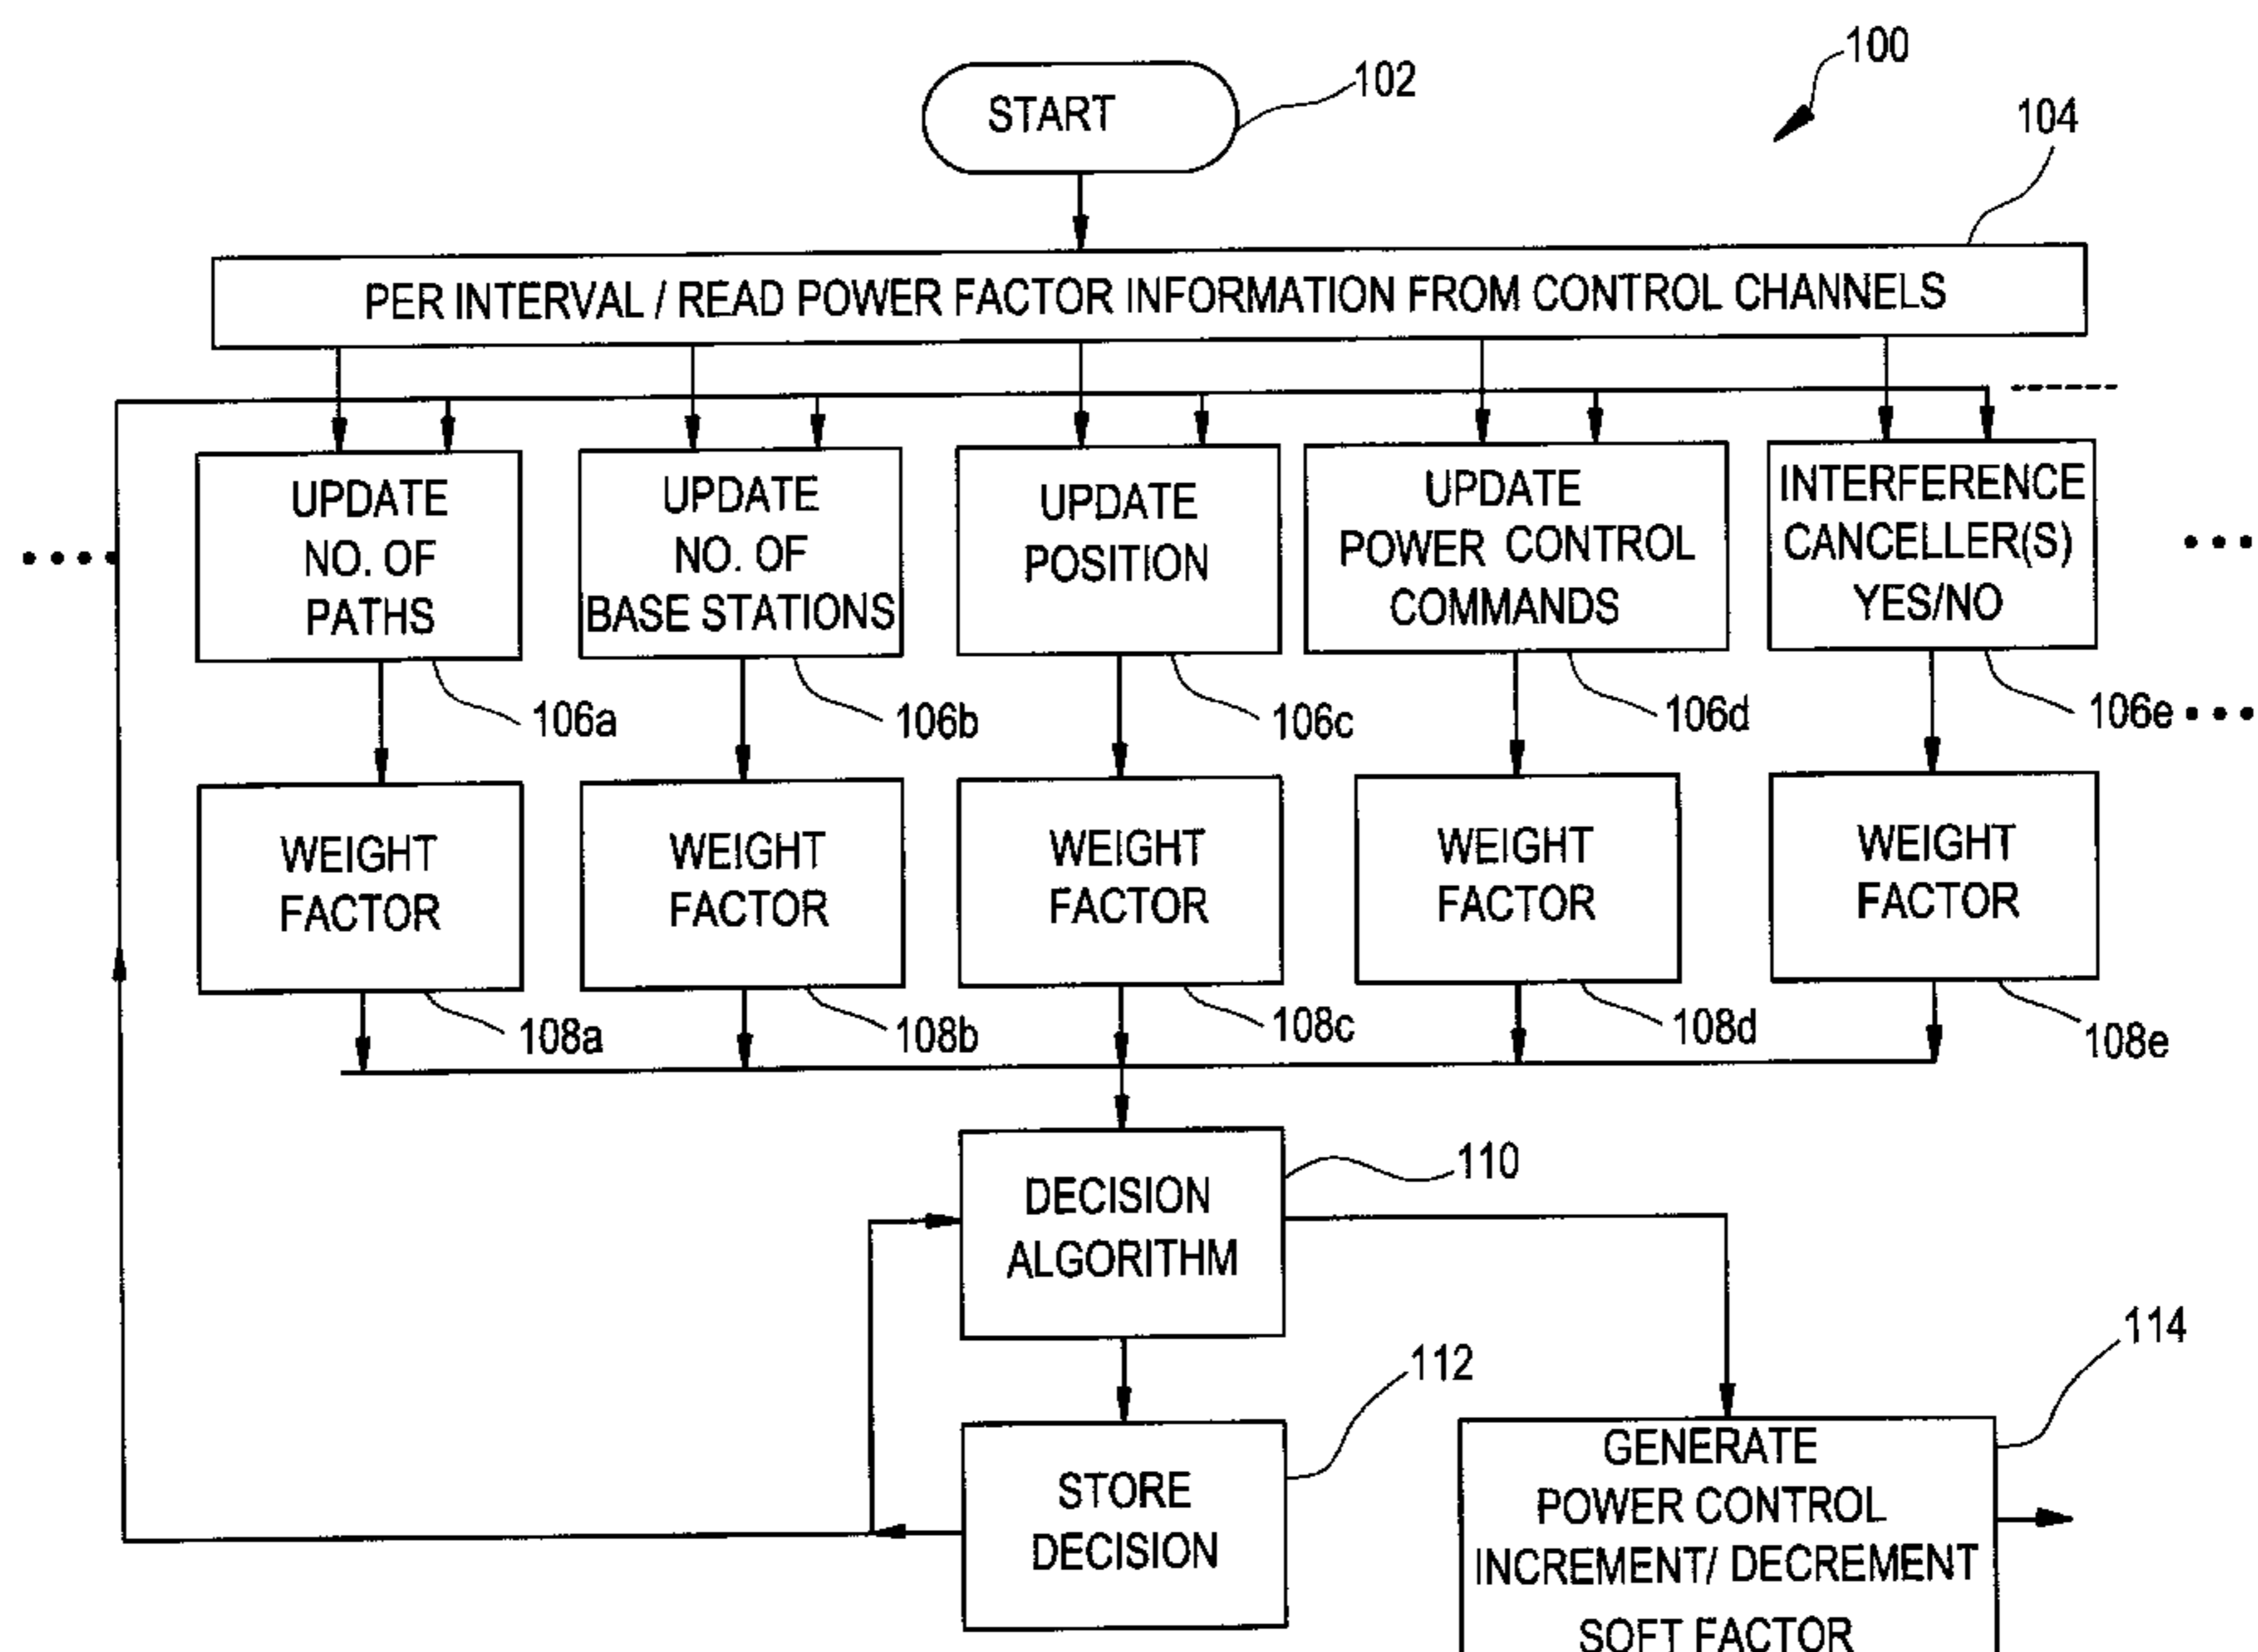 100
START
102
104
PER INTERVAL / READ POWER FACTOR INFORMATION FROM CONTROL CHANNELS
UPDATE
NO. OF
PATHS
UPDATE
NO. OF
BASE STATIONS
UPDATE
POSITION
UPDATE
POWER CONTROL
COMMANDS
INTERFERENCE
CANCELLER(S)
YES/NO
106a
106b
106c
106d
106e
WEIGHT
FACTOR
WEIGHT
FACTOR
WEIGHT
FACTOR
WEIGHT
FACTOR
WEIGHT
FACTOR
108a
108b
108c
108d
108e
DECISION
ALGORITHM
110
STORE
DECISION
112
GENERATE
POWER CONTROL
INCREMENT/ DECREMENT
SOFT FACTOR
114